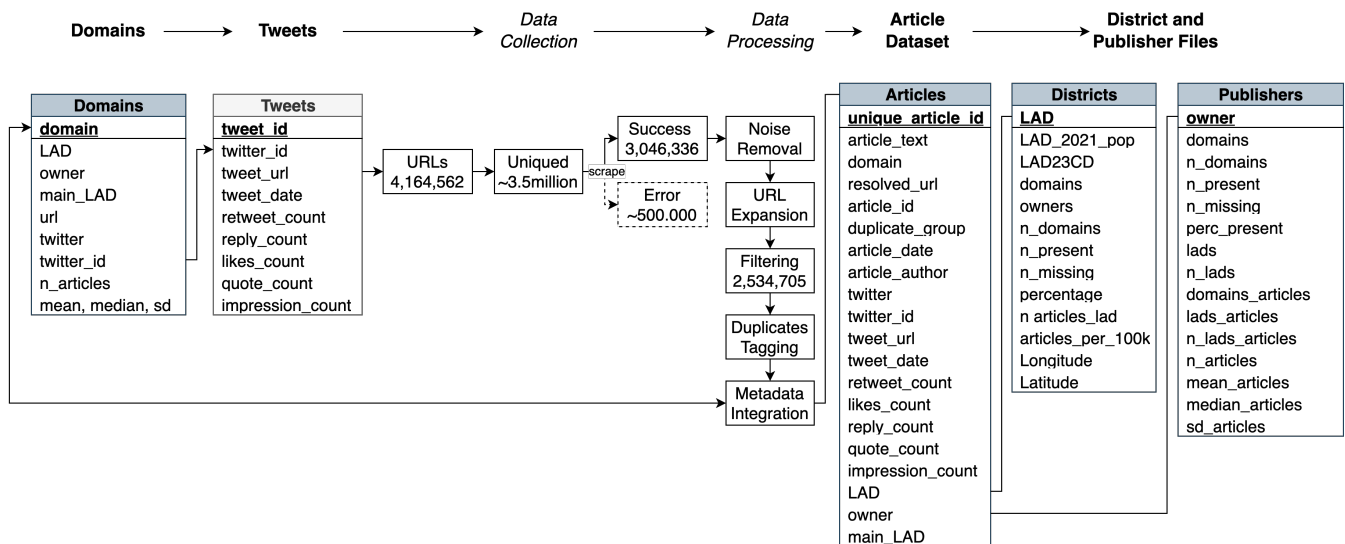 Domains
Tweets
Data
Collection
Data
Processing
Article
Dataset
District and
Publisher Files
Domains
domain
LAD
owner
main_LAD
url
twitter
twitter_id
n_articles
mean, median, sd
Tweets
tweet_id
twitter_id
tweet_url
tweet_date
retweet_count
reply_count
likes_count
quote_count
impression_count
URLs
4,164,562
Uniqued
~3.5million
scrape
Success
3,046,336
Error
~500.000
Noise
Removal
URL
Expansion
Filtering
2,534,705
Duplicates
Tagging
Metadata
Integration
Articles
unique_article_id
article_text
domain
resolved_url
article_id
duplicate_group
article_date
article_author
twitter
twitter_id
tweet_url
tweet_date
retweet_count
likes_count
reply_count
quote_count
impression_count
LAD
owner
main_LAD
Districts
LAD
LAD_2021_pop
LAD23CD
domains
owners
n_domains
n_present
n_missing
percentage
n articles_lad
articles_per_100k
Longitude
Latitude
Publishers
owner
domains
n_domains
n_present
n_missing
perc_present
lads
n_lads
domains_articles
lads_articles
n_lads_articles
n_articles
mean_articles
median_articles
sd_articles